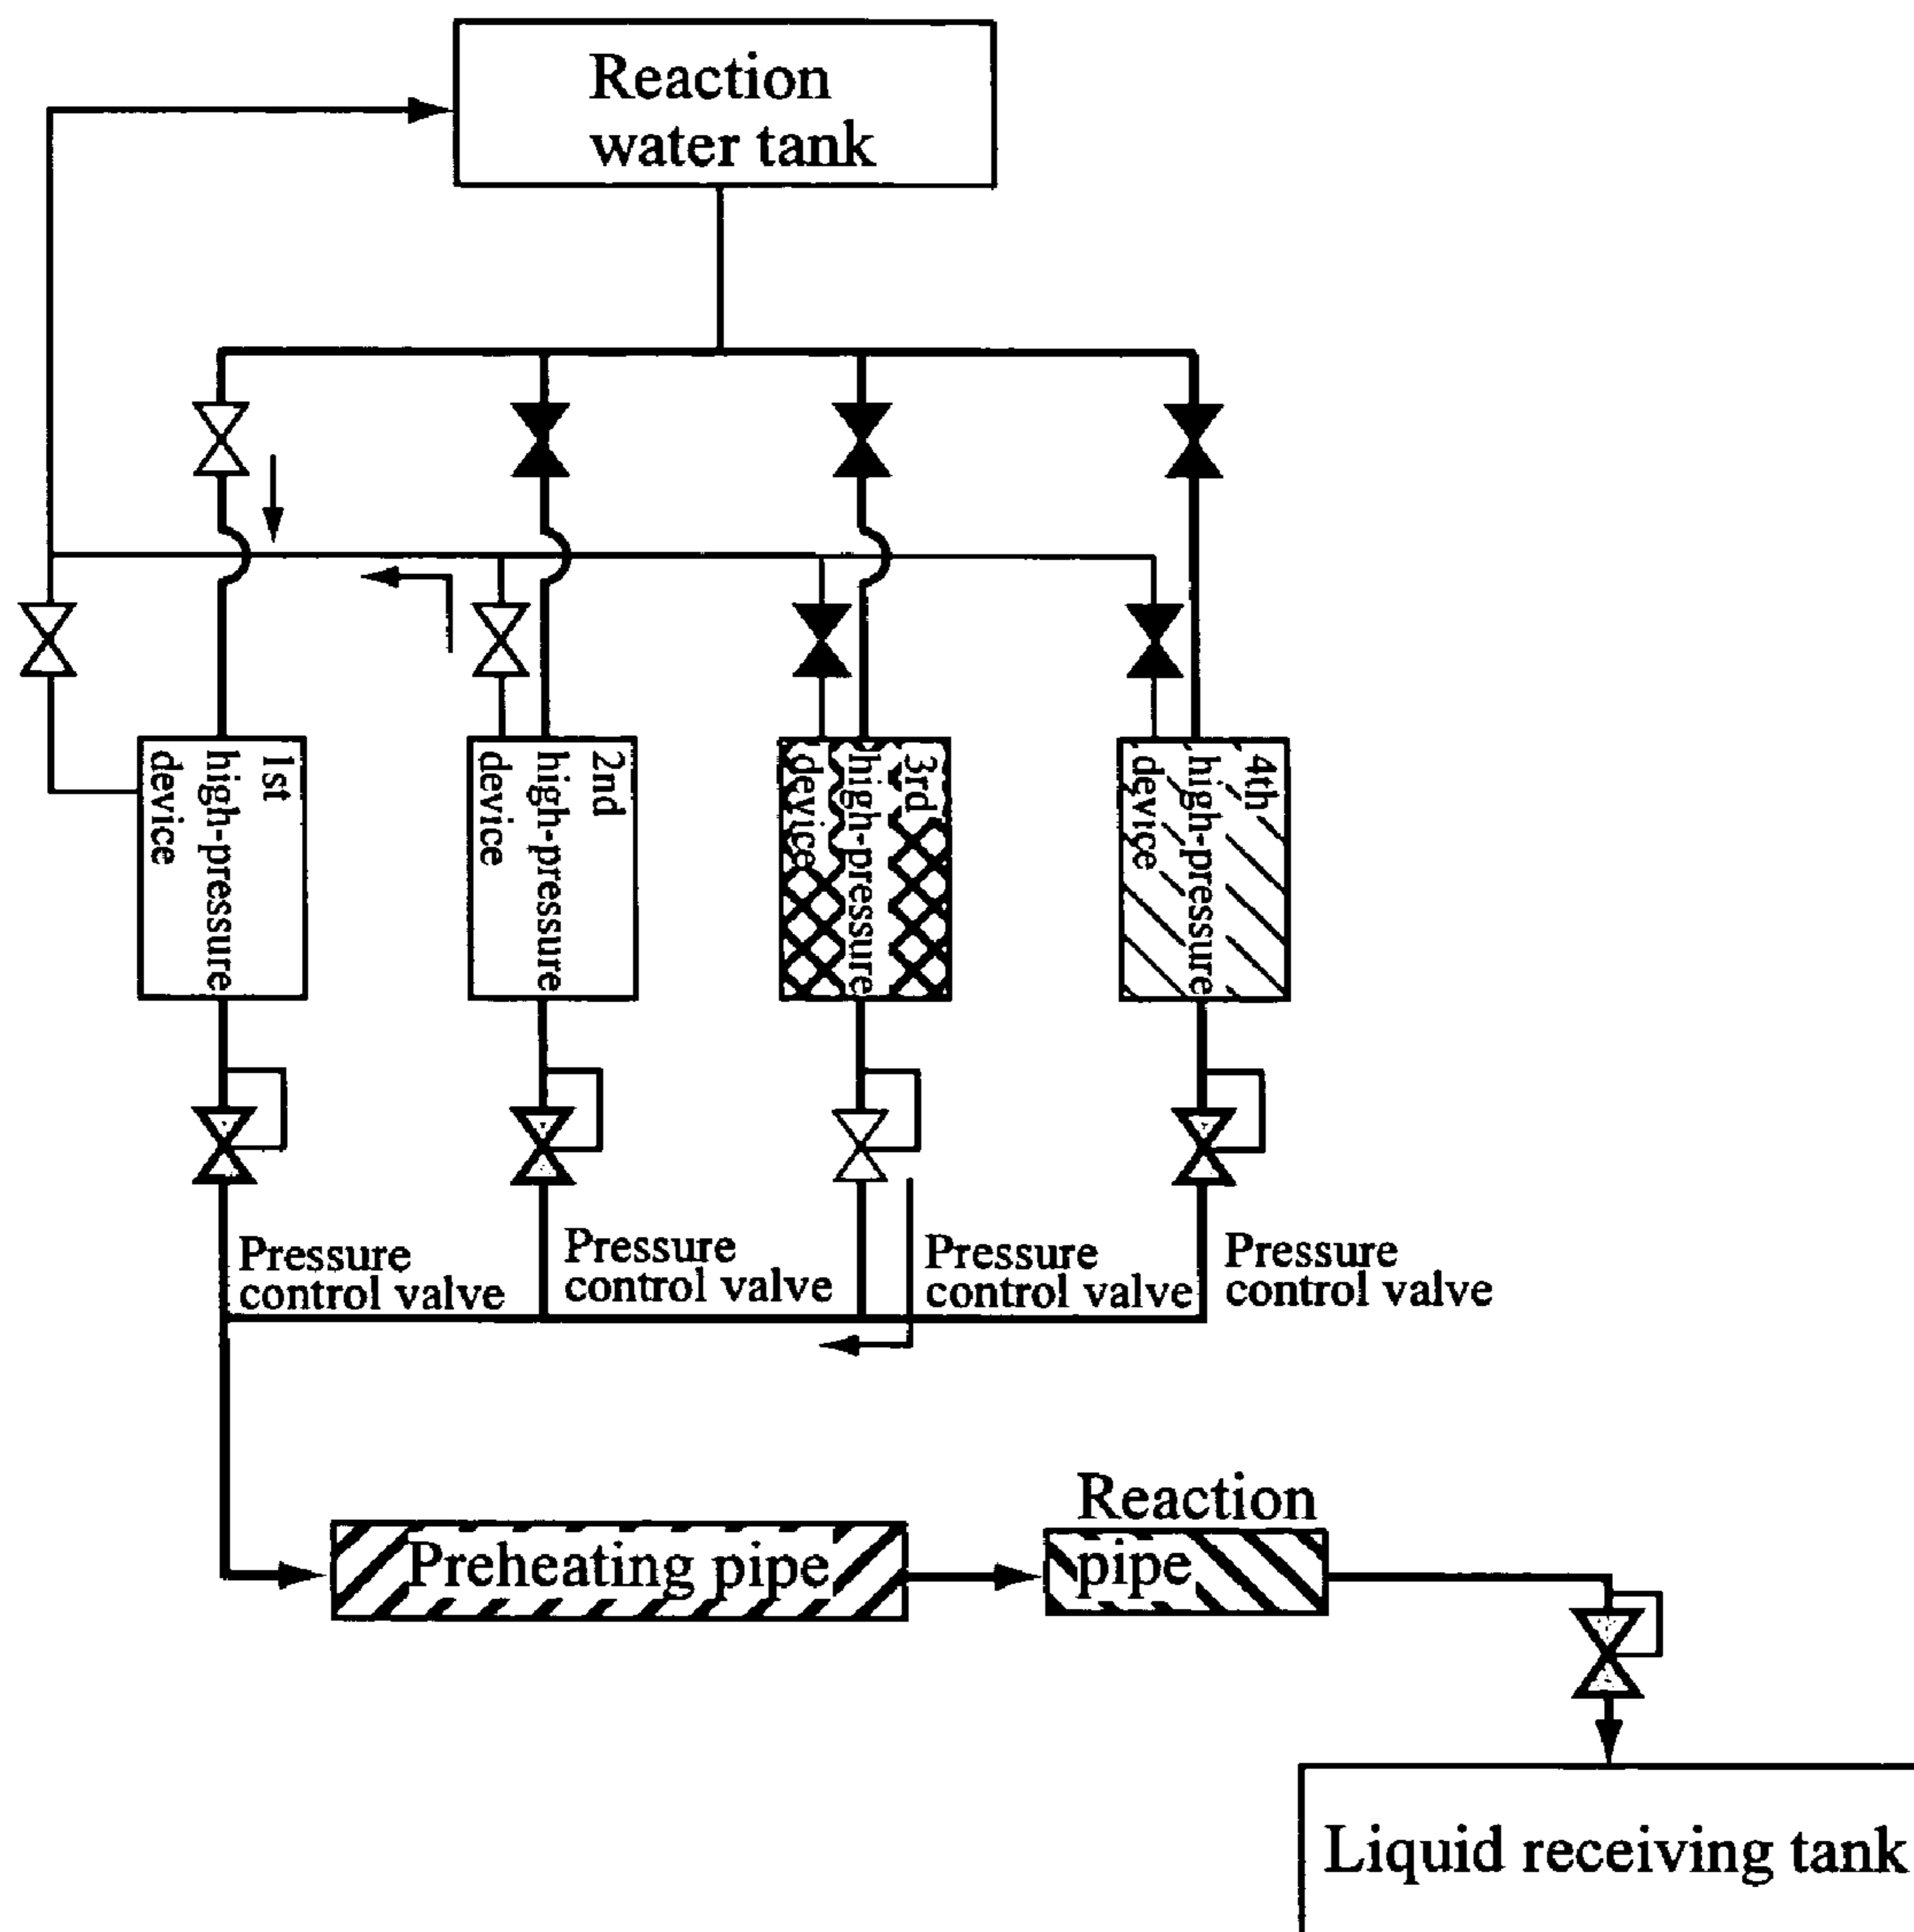 Reaction
water tank
1st
high-pressure
device
2nd
high-pressure
device
3rd
high-pressure
device
4th
high-pressure
device
Pressure
control valve
Pressure
control valve
Pressure
control valve
Pressure
control valve
Preheating pipe
Reaction
pipe
Liquid receiving tank